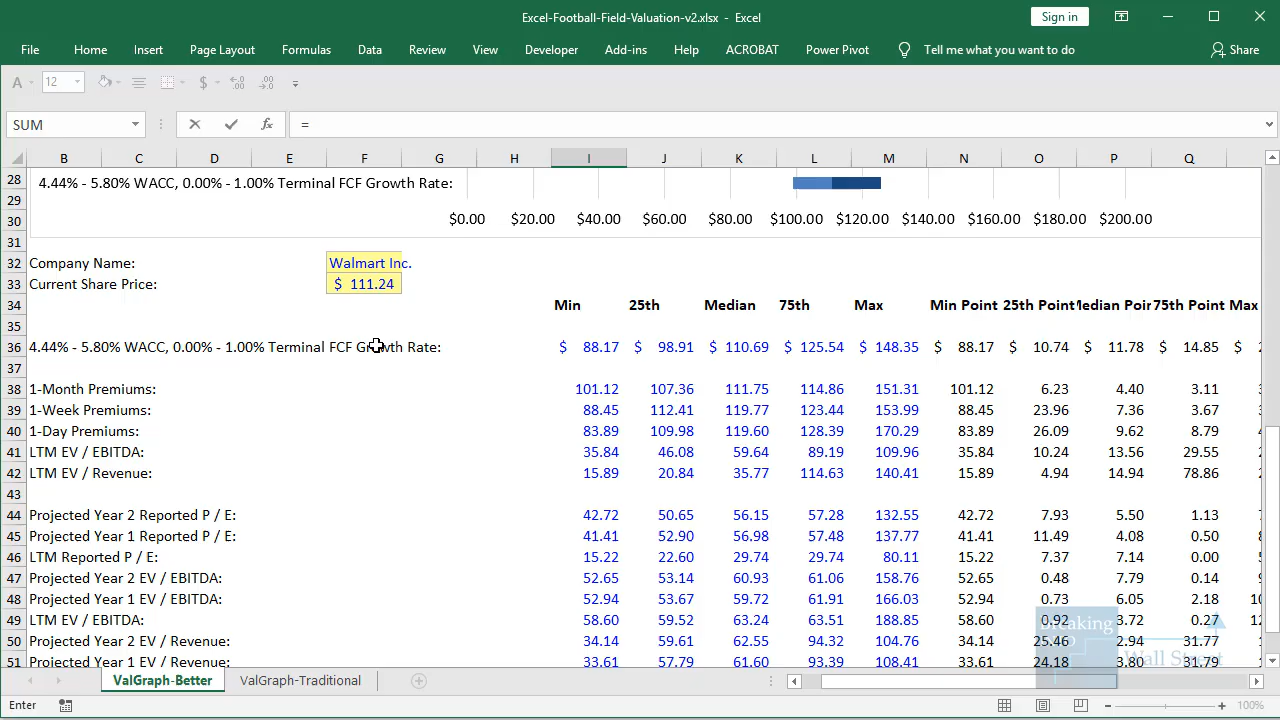 Excel-Football-Field-Valuation-v2.xlsx - Excel
Sign in
File Home Insert Page Layout Formulas Data Review View Developer Add-ins Help ACROBAT Power Pivot Tell me what you want to do Share
A 12 $
SUM fx =
B C D E F G H I J K L M N O P Q
28 4.44% - 5.80% WACC, 0.00% - 1.00% Terminal FCF Growth Rate:
29
30 $0.00 $20.00 $40.00 $60.00 $80.00 $100.00 $120.00 $140.00 $160.00 $180.00 $200.00
31
32 Company Name: Walmart Inc.
33 Current Share Price: $ 111.24
34 Min 25th Median 75th Max Min Point 25th Point Median Poin 75th Point Max
35
36 4.44% - 5.80% WACC, 0.00% - 1.00% Terminal FCF Growth Rate: $ 88.17 $ 98.91 $ 110.69 $ 125.54 $ 148.35 $ 88.17 $ 10.74 $ 11.78 $ 14.85 $
37
38 1-Month Premiums: 101.12 107.36 111.75 114.86 151.31 101.12 6.23 4.40 3.11
39 1-Week Premiums: 88.45 112.41 119.77 123.44 153.99 88.45 23.96 7.36 3.67
40 1-Day Premiums: 83.89 109.98 119.60 128.39 170.29 83.89 26.09 9.62 8.79
41 LTM EV / EBITDA: 35.84 46.08 59.64 89.19 109.96 35.84 10.24 13.56 29.55
42 LTM EV / Revenue: 15.89 20.84 35.77 114.63 140.41 15.89 4.94 14.94 78.86
43
44 Projected Year 2 Reported P / E: 42.72 50.65 56.15 57.28 132.55 42.72 7.93 5.50 1.13
45 Projected Year 1 Reported P / E: 41.41 52.90 56.98 57.48 137.77 41.41 11.49 4.08 0.50
46 LTM Reported P / E: 15.22 22.60 29.74 29.74 80.11 15.22 7.37 7.14 0.00
47 Projected Year 2 EV / EBITDA: 52.65 53.14 60.93 61.06 158.76 52.65 0.48 7.79 0.14
48 Projected Year 1 EV / EBITDA: 52.94 53.67 59.72 61.91 166.03 52.94 0.73 6.05 2.18
49 LTM EV / EBITDA: 58.60 59.52 63.24 63.51 188.85 58.60 0.92 3.72 0.27
50 Projected Year 2 EV / Revenue: 34.14 59.61 62.55 94.32 104.76 34.14 25.46 2.94 31.77
51 Projected Year 1 EV / Revenue: 33.61 57.79 61.60 93.39 108.41 33.61 24.18 3.80 31.79
Breaking
Wall Street
ValGraph-Better ValGraph-Traditional
Enter 100%